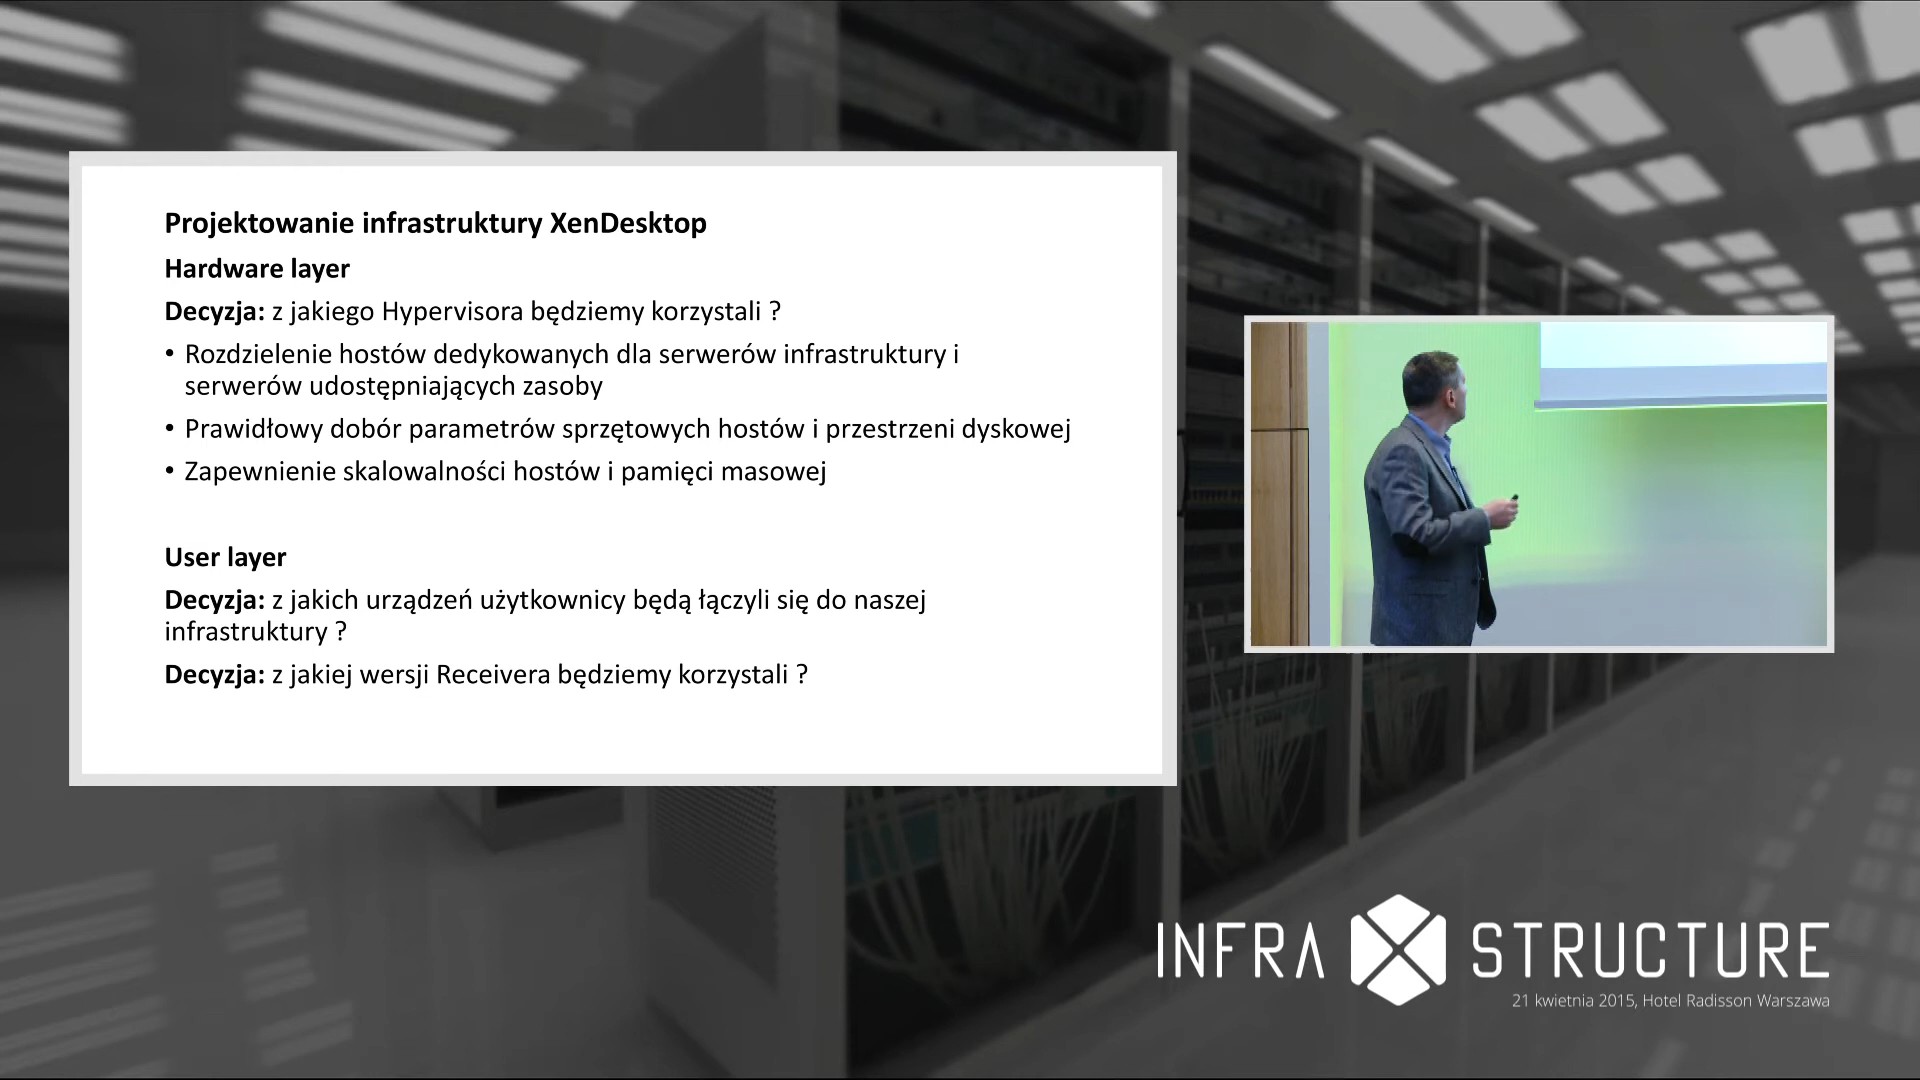 Projektowanie infrastruktury XenDesktop
Hardware layer
Decyzja: z jakiego Hypervisora będziemy korzystali ?
• Rozdzielenie hostów dedykowanych dla serwerów infrastruktury i
serwerów udostępniających zasoby
• Prawidłowy dobór parametrów sprzętowych hostów i przestrzeni dyskowej
• Zapewnienie skalowalności hostów i pamięci masowej
User layer
Decyzja: z jakich urządzeń użytkownicy będą łączyli się do naszej
infrastruktury ?
Decyzja: z jakiej wersji Receivera będziemy korzystali ?
INFRA STRUCTURE
21 kwietnia 2015, Hotel Radisson Warszawa